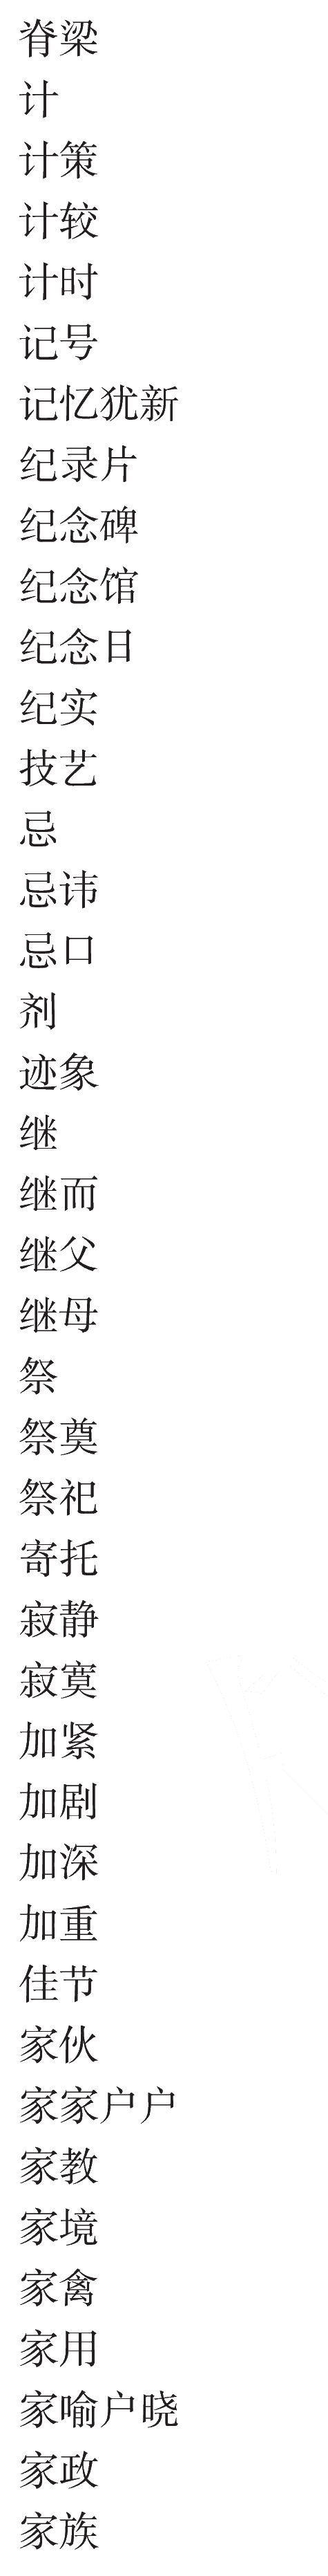 脊梁
计
计策
计较
计时
记号
记忆犹新
纪录片
纪念碑
纪念馆
纪念日
纪实
技艺
忌
忌讳
忌口
剂
迹象
继
继而
继父
继母
祭
祭奠
祭祀
寄托
寂静
寂寞
加紧
加剧
加深
加重
佳节
家伙
家家户户
家教
家境
家禽
家用
家喻户晓
家政
家族